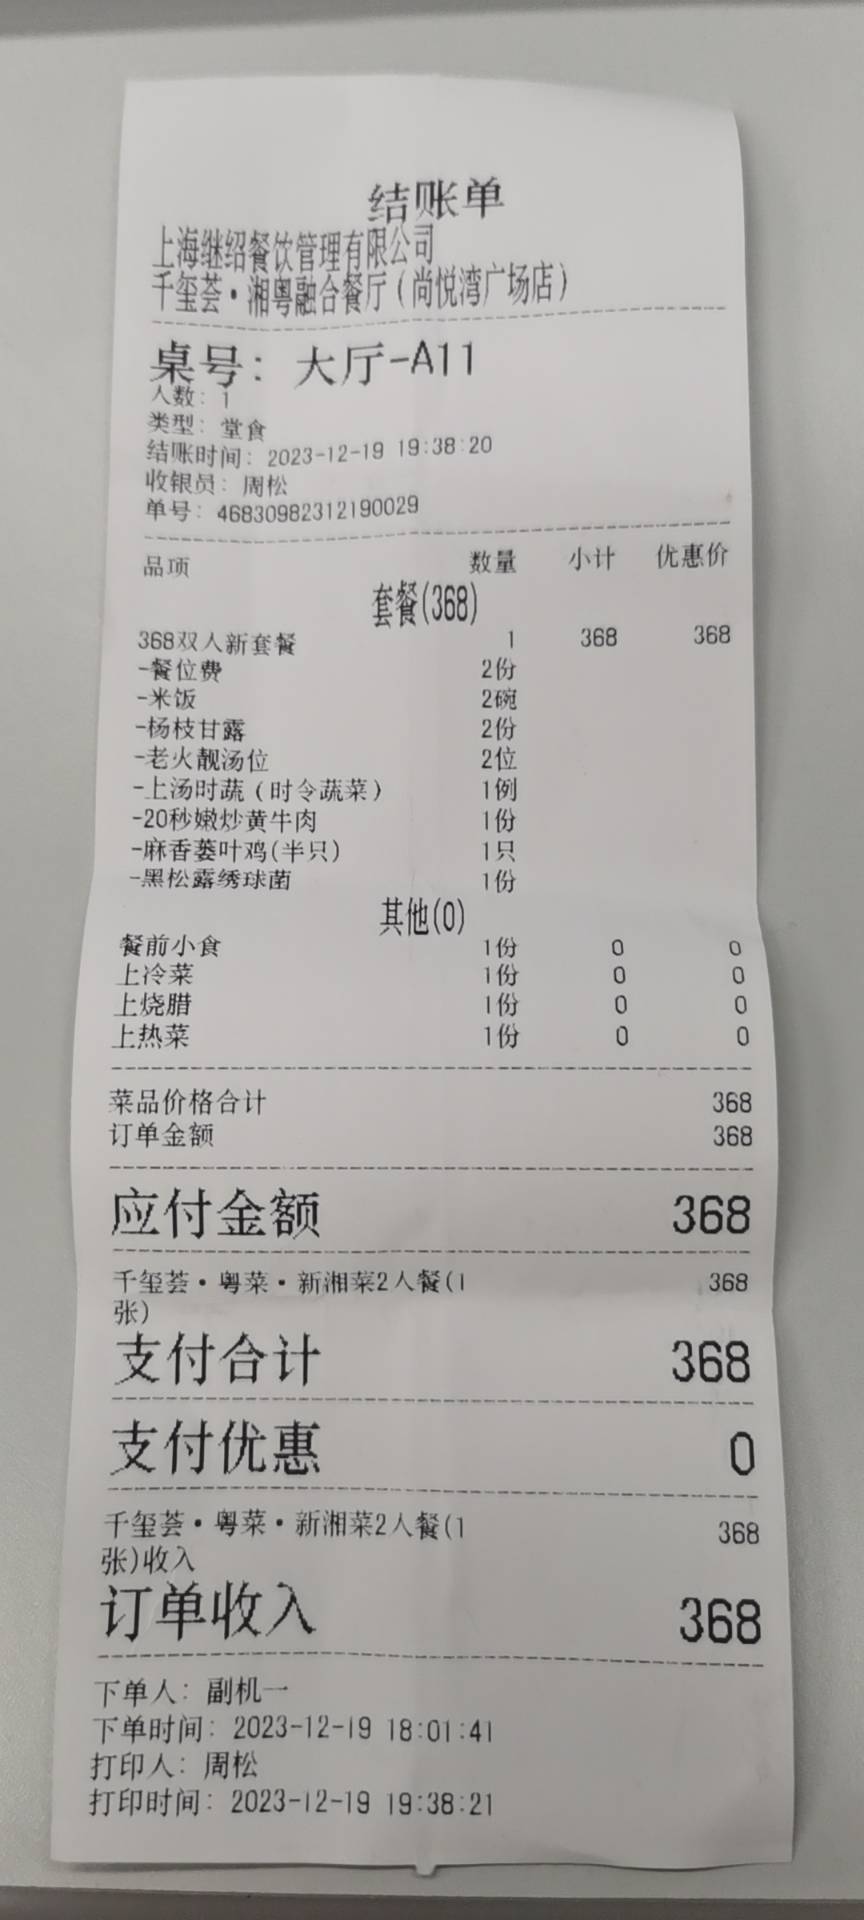 结账单
上海继绍餐饮管理有限公司
千玺荟·湘粤融合餐厅(尚悦湾广场店)
桌号: 大厅-A11
人数: 1
类型: 堂食
结账时间: 2023-12-19 19:38:20
收银员: 周松
单号: 46830982312190029
品项 数量 小计 优惠价
套餐(368)
368双人新套餐 1 368 368
-餐位费 2份
-米饭 2碗
-杨枝甘露 2份
-老火靓汤位 2位
-上汤时蔬(时令蔬菜) 1例
-20秒嫩炒黄牛肉 1份
-麻香蒌叶鸡(半只) 1只
-黑松露绣球菌 1份
其他(0)
餐前小食 1份 0 0
上冷菜 1份 0 0
上烧腊 1份 0 0
上热菜 1份 0 0
菜品价格合计 368
订单金额 368
应付金额 368
千玺荟·粤菜·新湘菜2人餐(1 368
张)
支付合计 368
支付优惠 0
千玺荟·粤菜·新湘菜2人餐(1 368
张)收入
订单收入 368
下单人: 副机一
下单时间: 2023-12-19 18:01:41
打印人: 周松
打印时间: 2023-12-19 19:38:21